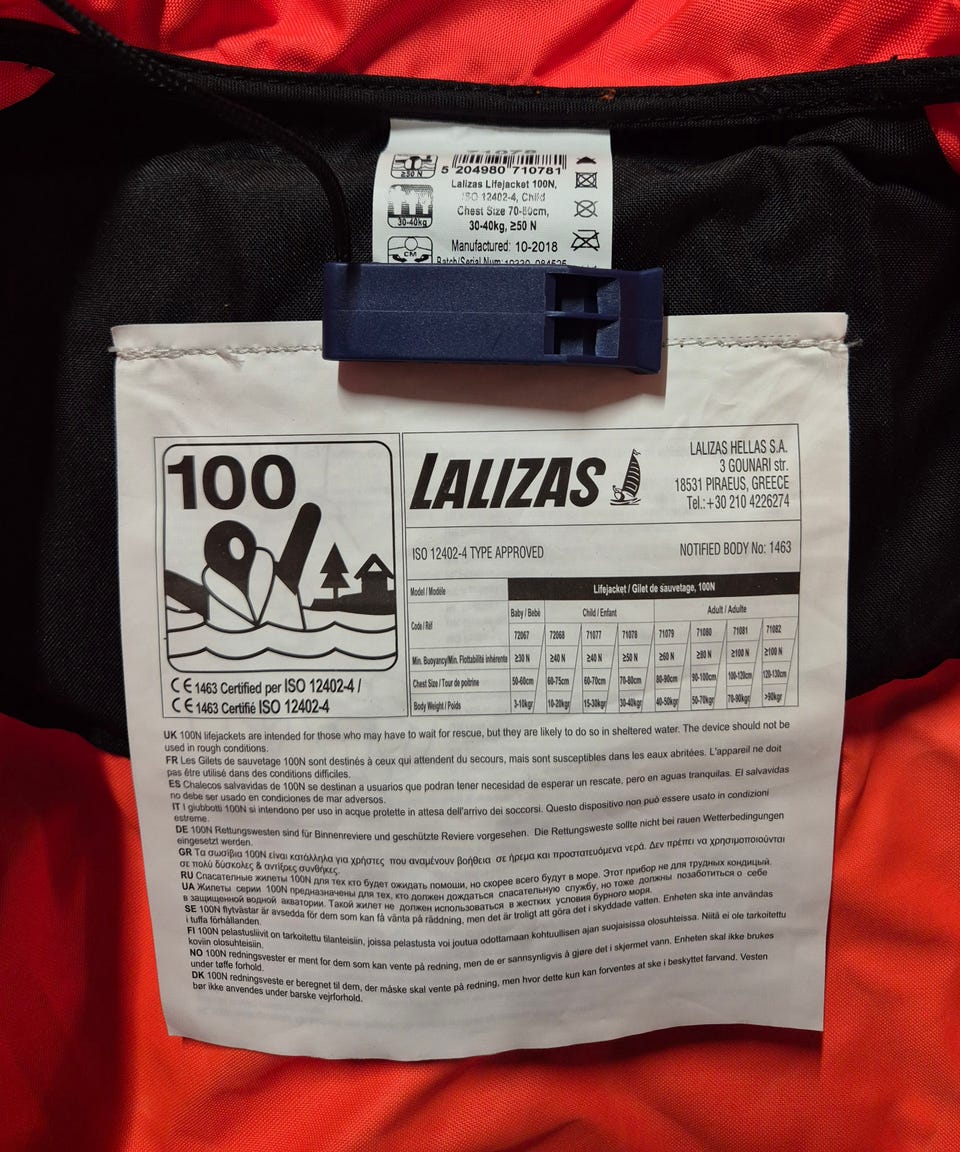 71078
≥50 N
5 204980 710781
Lalizas Lifejacket 100N,
ISO 12402-4, Child
Chest Size 70-80cm,
30-40kg
30-40kg, ≥50 N
CM
Manufactured: 10-2018
Batch/Serial Num:
100
LALIZAS
LALIZAS HELLAS S.A.
3 GOUNARI str.
18531 PIRAEUS, GREECE
Tel.:+30 210 4226274
ISO 12402-4 TYPE APPROVED NOTIFIED BODY No: 1463
Model / Modèle Lifejacket / Gilet de sauvetage, 100N
Code / Réf Baby / Bebé Child / Enfant Adult / Adulte
72067 72068 71077 71078 71079 71080 71081 71082
Min. Buoyancy/Min. Flottabilité inhérente ≥30 N ≥40 N ≥40 N ≥50 N ≥60 N ≥80 N ≥100 N ≥100 N
Chest Size / Tour de poitrine 50-60cm 60-75cm 60-70cm 70-80cm 80-90cm 90-100cm 100-120cm 120-130cm
Body Weight / Poids 3-10kgr 10-20kgr 15-30kgr 30-40kgr 40-50kgr 50-70kgr 70-90kgr >90kgr
CE 1463 Certified per ISO 12402-4 /
CE 1463 Certifié ISO 12402-4
UK 100N lifejackets are intended for those who may have to wait for rescue, but they are likely to do so in sheltered water. The device should not be
used in rough conditions.
FR Les Gilets de sauvetage 100N sont destinés à ceux qui attendent du secours, mais sont susceptibles dans les eaux abritées. L'appareil ne doit
pas être utilisé dans des conditions difficiles.
ES Chalecos salvavidas de 100N se destinan a usuarios que podran tener necesidad de esperar un rescate, pero en aguas tranquilas. El salvavidas
no debe ser usado en condiciones de mar adversos.
IT I giubbotti 100N si intendono per uso in acque protette in attesa dell'arrivo dei soccorsi. Questo dispositivo non può essere usato in condizioni
estreme.
DE 100N Rettungswesten sind für Binnenreviere und geschützte Reviere vorgesehen. Die Rettungsweste sollte nicht bei rauen Wetterbedingungen
eingesetzt werden.
GR Τα σωσίβια 100N είναι κατάλληλα για χρήστες που αναμένουν βοήθεια σε ήρεμα και προστατευόμενα νερά. Δεν πρέπει να χρησιμοποιούνται
σε πολύ δύσκολες & αντίξοες συνθήκες.
RU Спасательные жилеты 100N для тех кто будет ожидать помоши, но скорее всего будут в море. Этот прибор не для трудных кондицый.
UA Жилеты серии 100N предназначены для тих, кто должен дождаться спасательную службу, но тоже должны позаботиться о себе
в защищенной водной акватории. Такой жилет не должен использоваться в жестких условия бурного моря.
SE 100N flytvästar är avsedda för dem som kan få vänta på räddning, men det är troligt att göra det i skyddade vatten. Enheten ska inte användas
i tuffa förhållanden.
FI 100N pelastusliivit on tarkoitettu tilanteisiin, joissa pelastusta voi joutua odottamaan kohtuullisen ajan suojaisissa olosuhteissa. Niitä ei ole tarkoitettu
koviin olosuhteisiin.
NO 100N redningsvester er ment for dem som kan vente på redning, men de er sannsynligvis å gjøre det i skjermet vann. Enheten skal ikke brukes
under tøffe forhold.
DK 100N redningsveste er beregnet til dem, der måske skal vente på redning, men hvor dette kun kan forventes at ske i beskyttet farvand. Vesten
bør ikke anvendes under barske vejrforhold.